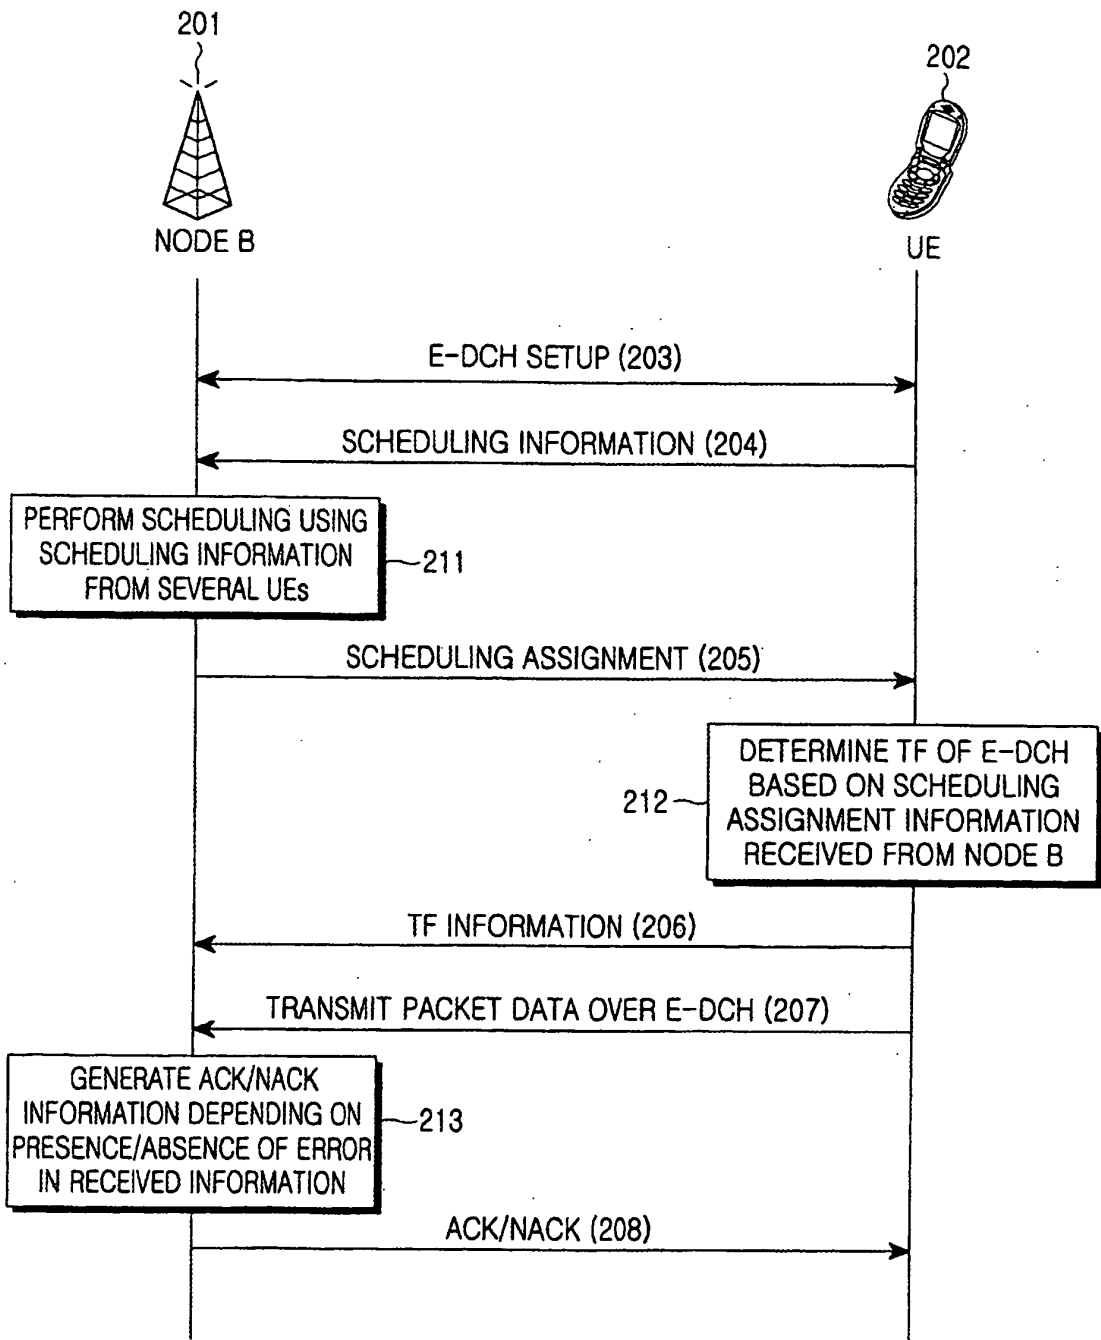 201
202
NODE B
UE
E-DCH SETUP (203)
SCHEDULING INFORMATION (204)
PERFORM SCHEDULING USING
SCHEDULING INFORMATION
FROM SEVERAL UEs
211
SCHEDULING ASSIGNMENT (205)
DETERMINE TF OF E-DCH
BASED ON SCHEDULING
ASSIGNMENT INFORMATION
RECEIVED FROM NODE B
212
TF INFORMATION (206)
TRANSMIT PACKET DATA OVER E-DCH (207)
GENERATE ACK/NACK
INFORMATION DEPENDING ON
PRESENCE/ABSENCE OF ERROR
IN RECEIVED INFORMATION
213
ACK/NACK (208)